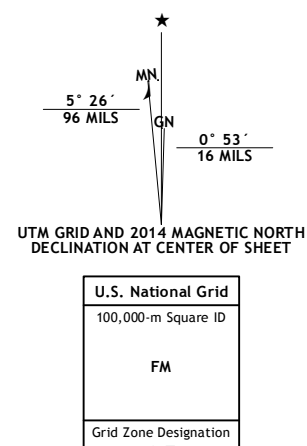 MN.
5° 26´
96 MILS
GN
0° 53´
16 MILS
UTM GRID AND 2014 MAGNETIC NORTH
DECLINATION AT CENTER OF SHEET
U.S. National Grid
100,000-m Square ID
FM
Grid Zone Designation